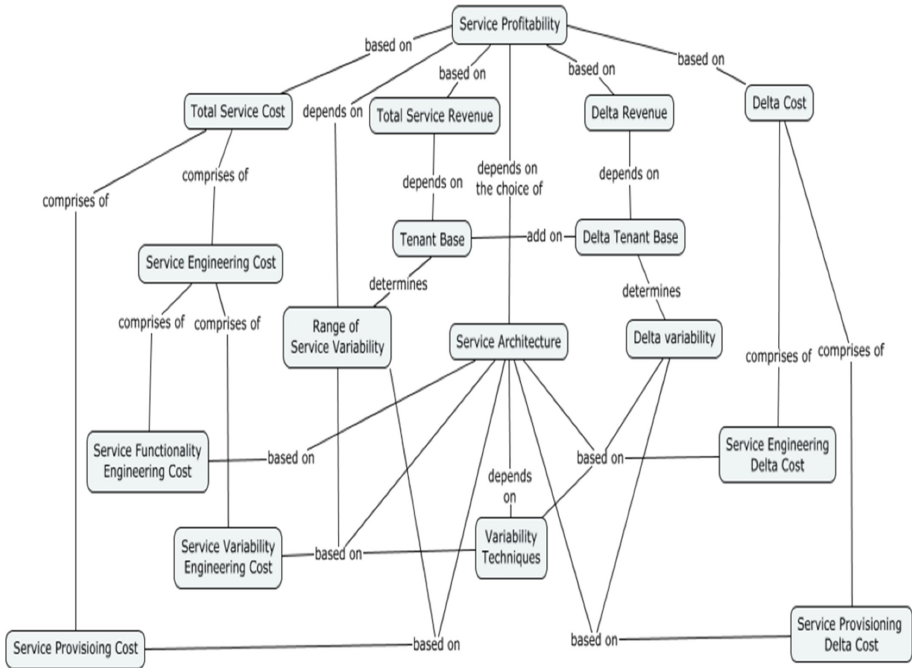 Service Profitability
based on
based on
based on
based on
depends on
Total Service Cost
Total Service Revenue
Delta Revenue
Delta Cost
depends on
the choice of
comprises of
comprises of
depends on
depends on
Tenant Base
add on
Delta Tenant Base
Service Engineering Cost
determines
determines
comprises of
comprises of
Range of
Service Variability
Service Architecture
Delta variability
comprises of
comprises of
Service Functionality
Engineering Cost
based on
depends
on
based on
Service Engineering
Delta Cost
Service Variability
Engineering Cost
based on
Variability
Techniques
Service Provisioing Cost
based on
based on
Service Provisioning
Delta Cost